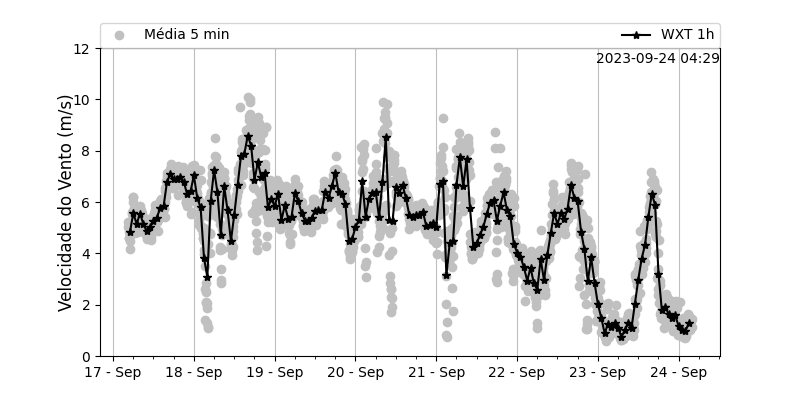 Média 5 min
WXT 1h
2023-09-24 04:29
Velocidade do Vento (m/s)
12
10
8
6
4
2
0
17 - Sep
18 - Sep
19 - Sep
20 - Sep
21 - Sep
22 - Sep
23 - Sep
24 - Sep